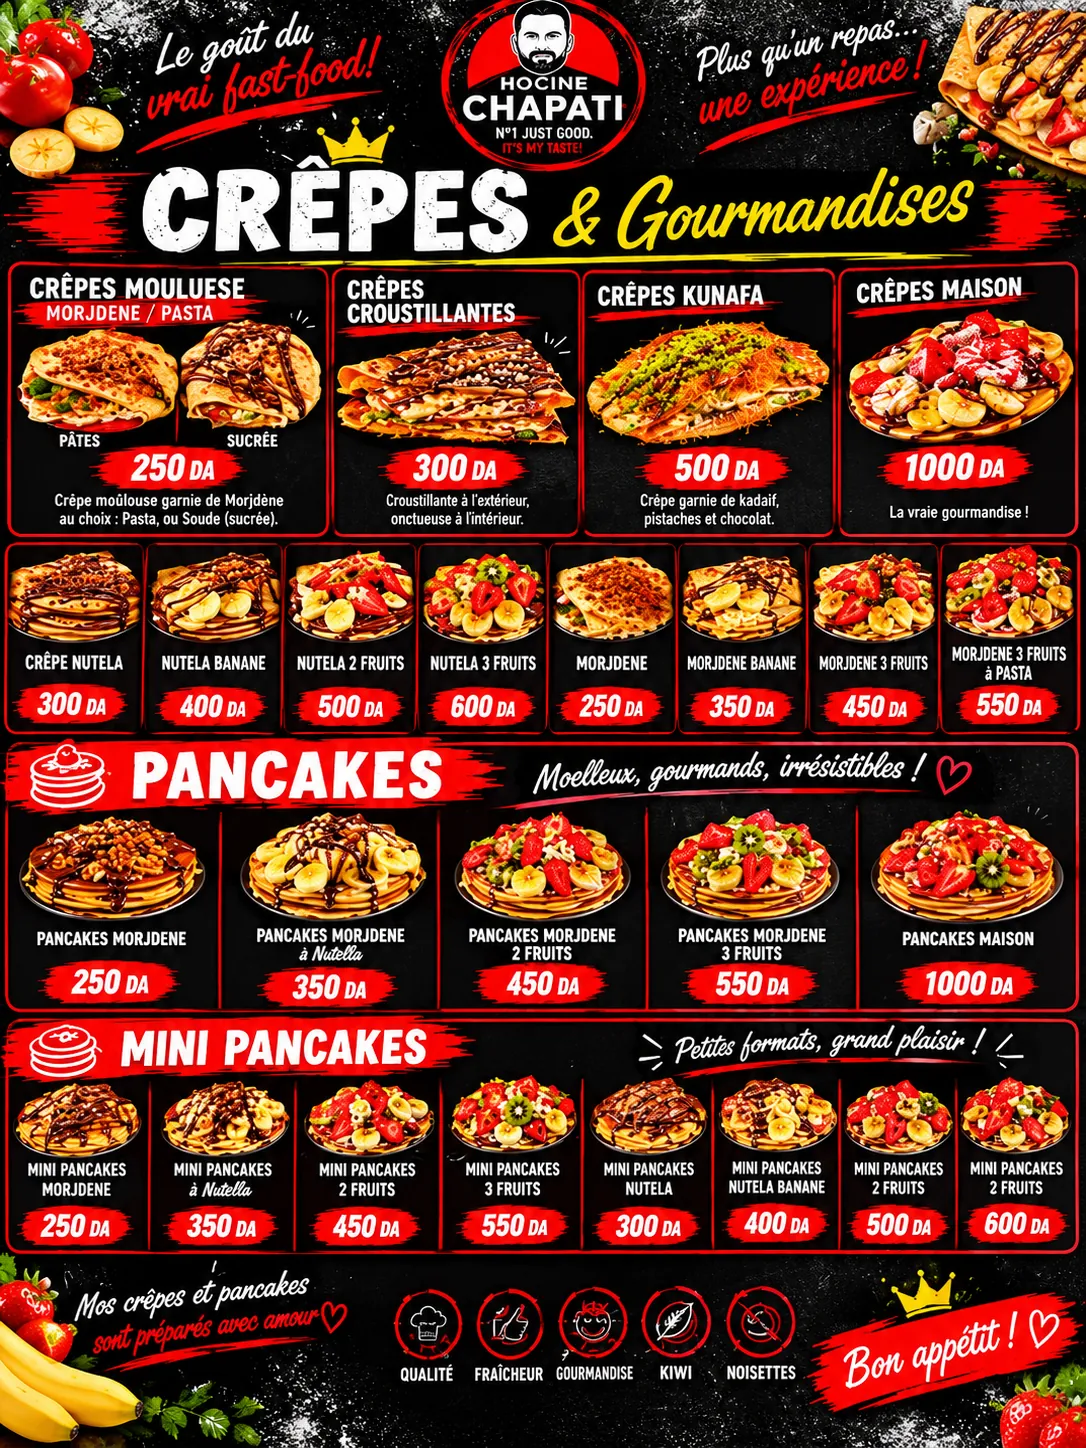 Le goût du
vrai fast-food!
HOCINE
CHAPATI
Nº1 JUST GOOD.
IT'S MY TASTE!
Plus qu'un repas...
une expérience !
CRÊPES & Gourmandises
CRÊPES MOULUESE
MORJDENE / PASTA
PÂTES
SUCRÉE
250 DA
Crêpe moûlouse garnie de Morjdène
au choix : Pasta, ou Soude (sucrée).
CRÊPES
CROUSTILLANTES
300 DA
Croustillante à l'extérieur,
onctueuse à l'intérieur.
CRÊPES KUNAFA
500 DA
Crêpe garnie de kadaif,
pistaches et chocolat.
CRÊPES MAISON
1000 DA
La vraie gourmandise !
CRÊPE NUTELA
300 DA
NUTELA BANANE
400 DA
NUTELA 2 FRUITS
500 DA
NUTELA 3 FRUITS
600 DA
MORJDENE
250 DA
MORJDENE BANANE
350 DA
MORJDENE 3 FRUITS
450 DA
MORJDENE 3 FRUITS
à PASTA
550 DA
PANCAKES
Moelleux, gourmands, irrésistibles !
PANCAKES MORJDENE
250 DA
PANCAKES MORJDENE
à Nutella
350 DA
PANCAKES MORJDENE
2 FRUITS
450 DA
PANCAKES MORJDENE
3 FRUITS
550 DA
PANCAKES MAISON
1000 DA
MINI PANCAKES
Petites formats, grand plaisir !
MINI PANCAKES
MORJDENE
250 DA
MINI PANCAKES
à Nutella
350 DA
MINI PANCAKES
2 FRUITS
450 DA
MINI PANCAKES
3 FRUITS
550 DA
MINI PANCAKES
NUTELA
300 DA
MINI PANCAKES
NUTELA BANANE
400 DA
MINI PANCAKES
2 FRUITS
500 DA
MINI PANCAKES
2 FRUITS
600 DA
Mos crêpes et pancakes
sont préparés avec amour
QUALITÉ
FRAÎCHEUR
GOURMANDISE
KIWI
NOISETTES
Bon appétit !